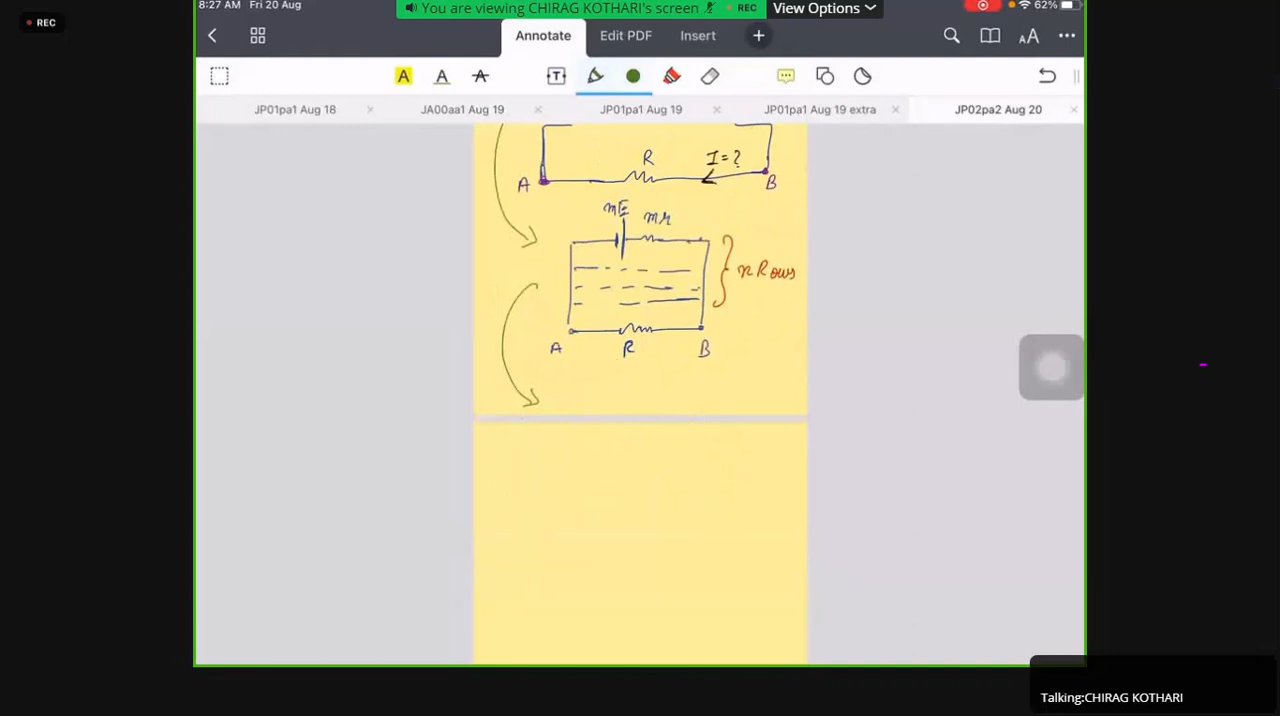 8:27 AM Fri 20 Aug
You are viewing CHIRAG KOTHARI's screen REC
View Options
62%
REC
Annotate Edit PDF Insert +
AA
A A A T
JP01pa1 Aug 18 × JA00aa1 Aug 19 × JP01pa1 Aug 19 × JP01pa1 Aug 19 extra × JP02pa2 Aug 20 ×
R I=?
A B
mE mr
n Rows
A R B
Talking:CHIRAG KOTHARI